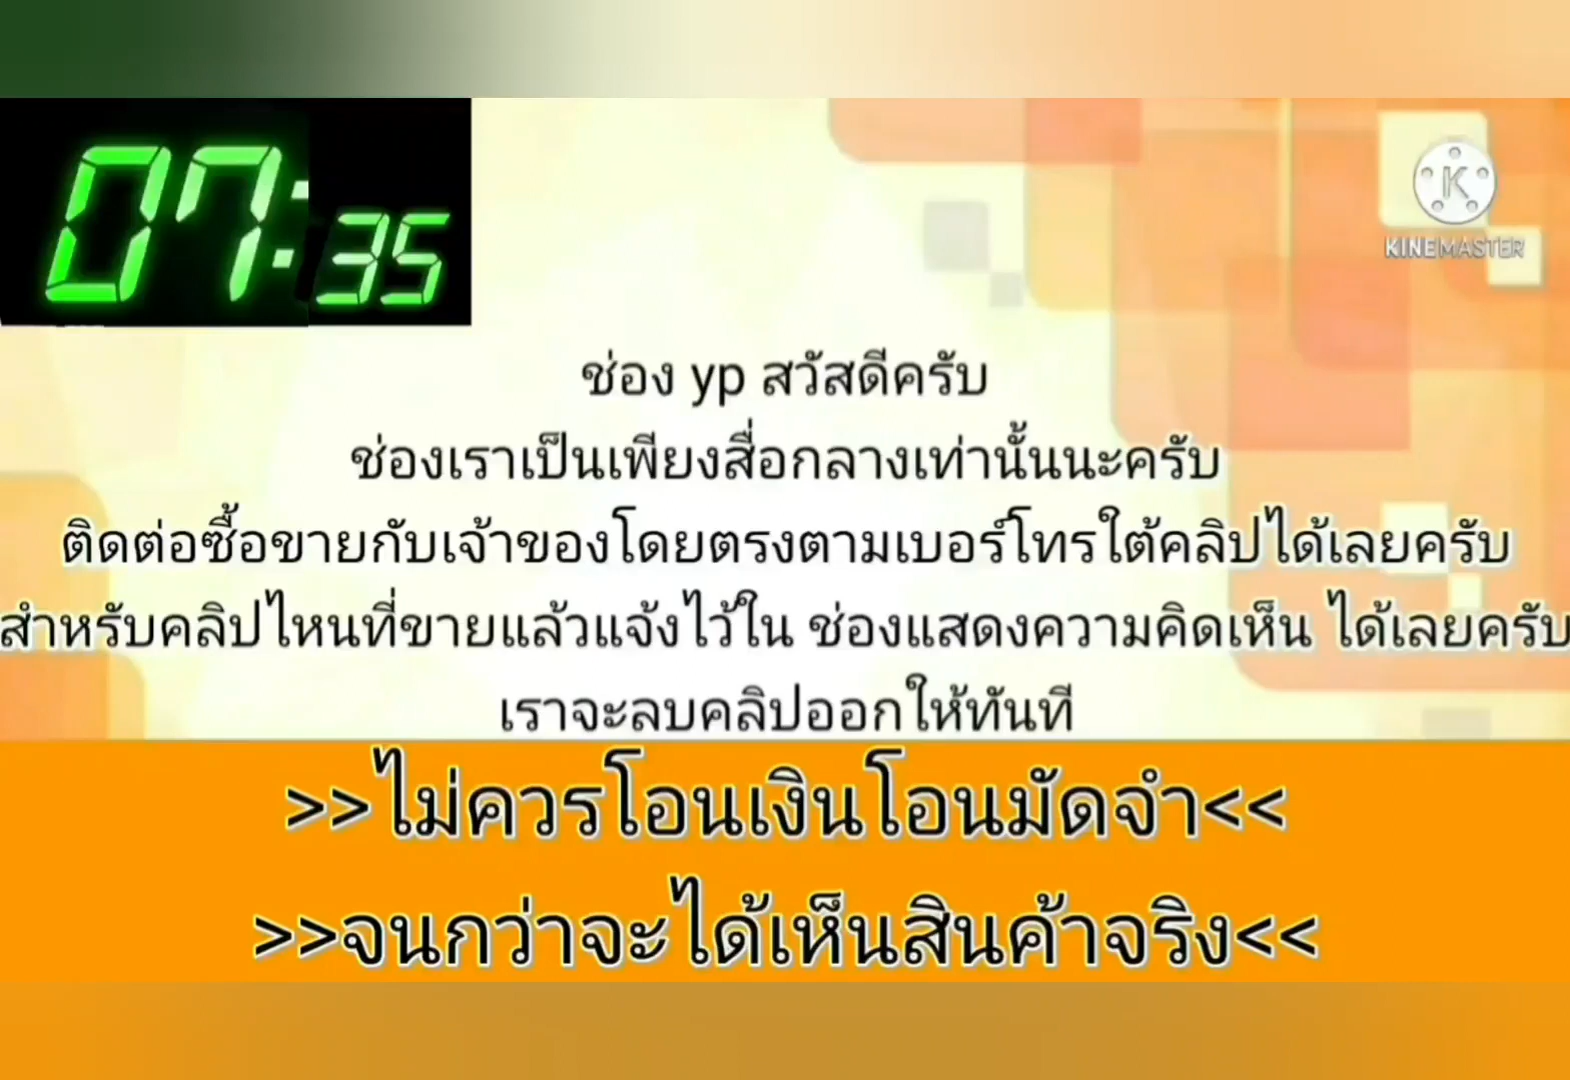 07:35
KINEMASTER
ช่อง yp สวัสดีครับ
ช่องเราเป็นเพียงสื่อกลางเท่านั้นนะครับ
ติดต่อซื้อขายกับเจ้าของโดยตรงตามเบอร์โทรใต้คลิปได้เลยครับ
สำหรับคลิปไหนที่ขายแล้วแจ้งไว้ใน ช่องแสดงความคิดเห็น ได้เลยครับ
เราจะลบคลิปออกให้ทันที
>>ไม่ควรโอนเงินโอนมัดจำ<<
>>จนกว่าจะได้เห็นสินค้าจริง<<